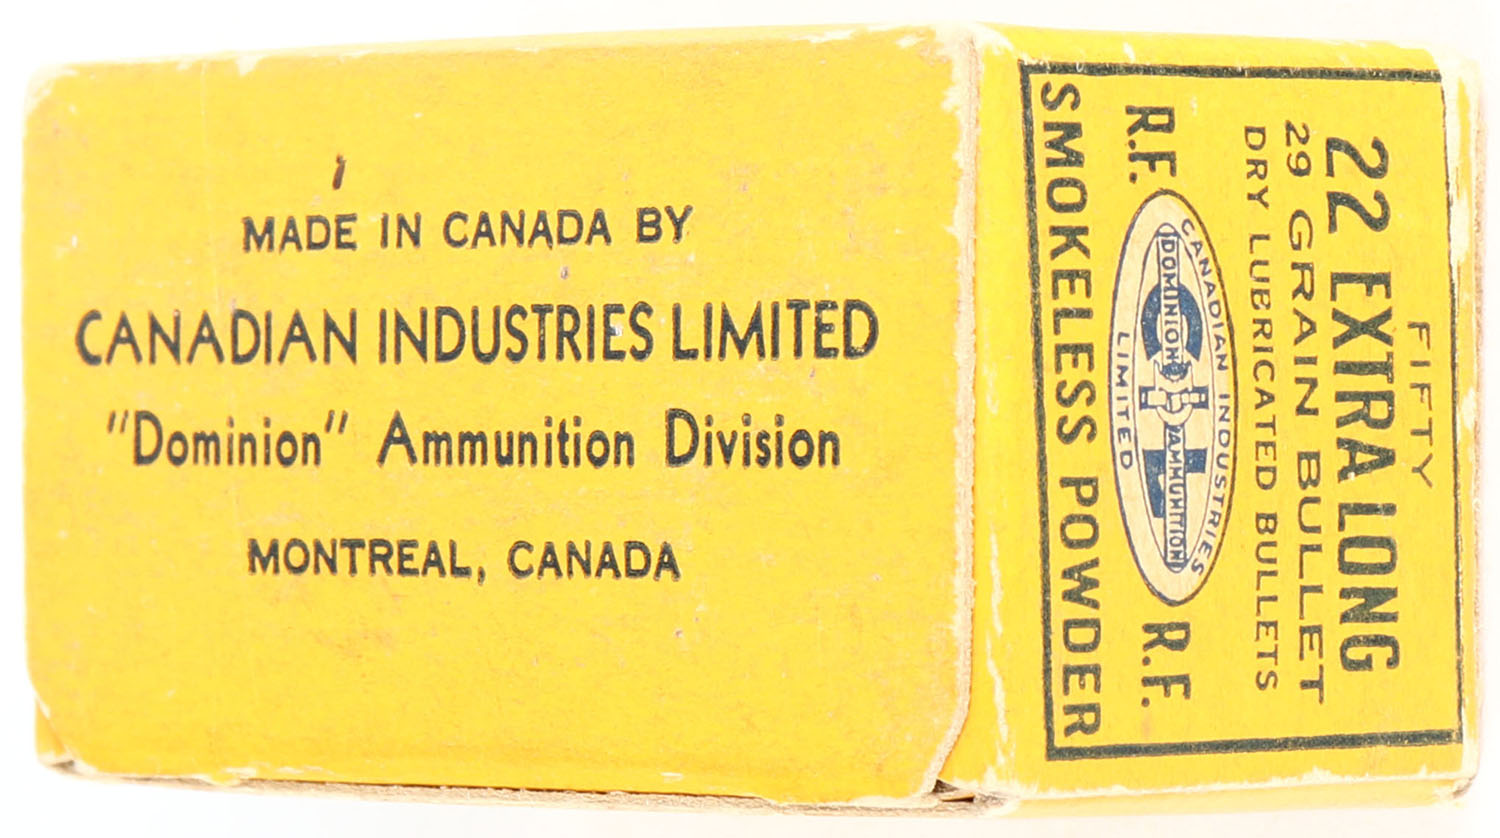 MADE IN CANADA BY
CANADIAN INDUSTRIES LIMITED
"Dominion" Ammunition Division
MONTREAL, CANADA
FIFTY
22 EXTRA LONG
29 GRAIN BULLET
DRY LUBRICATED BULLETS
R.F.
CANADIAN INDUSTRIES
C-I-L
DOMINION AMMUNITION
LIMITED
R.F.
SMOKELESS POWDER